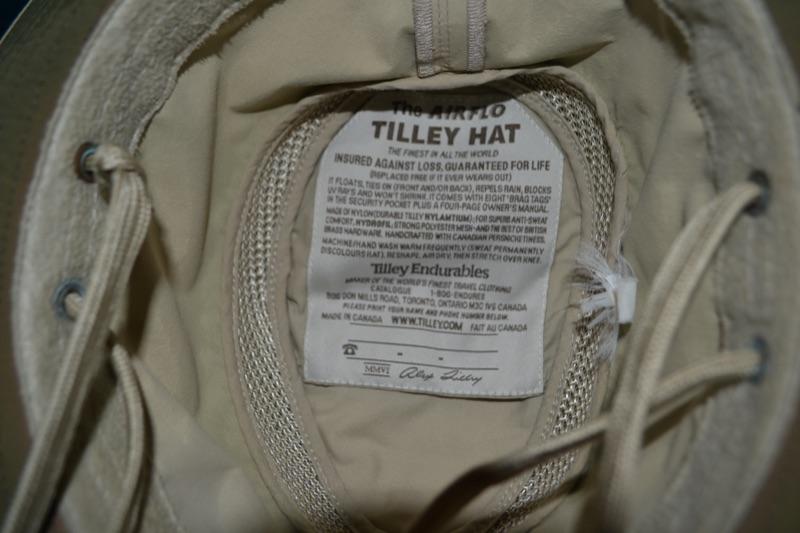 The AIRFLO
TILLEY HAT
THE FINEST IN ALL THE WORLD
INSURED AGAINST LOSS, GUARANTEED FOR LIFE
(REPLACED FREE IF IT EVER WEARS OUT)
IT FLOATS, TIES ON (FRONT AND/OR BACK), REPELS RAIN, BLOCKS
UV RAYS AND WON'T SHRINK. IT COMES WITH EIGHT 'BRAG TAGS'
IN THE SECURITY POCKET PLUS A FOUR-PAGE OWNER'S MANUAL.
MADE OF NYLON (DURABLE TILLEY NYLAMTIUM); FOR SUPERB ANTI-SWEAT
COMFORT, HYDROFIL; STRONG POLYESTER MESH - AND THE BEST OF BRITISH
BRASS HARDWARE. HANDCRAFTED WITH CANADIAN PERSNICKETINESS.
MACHINE/HAND WASH WARM FREQUENTLY (SWEAT PERMANENTLY
DISCOLOURS HAT). RESHAPE, AIR DRY, THEN STRETCH OVER KNEE.
Tilley Endurables
MAKER OF THE WORLD'S FINEST TRAVEL CLOTHING
CATALOGUE 1-800-ENDURES
900 DON MILLS ROAD, TORONTO, ONTARIO M3C 1V6 CANADA
PLEASE PRINT YOUR NAME AND PHONE NUMBER BELOW.
MADE IN CANADA WWW.TILLEY.COM FAIT AU CANADA
MMVI Alex Tilley